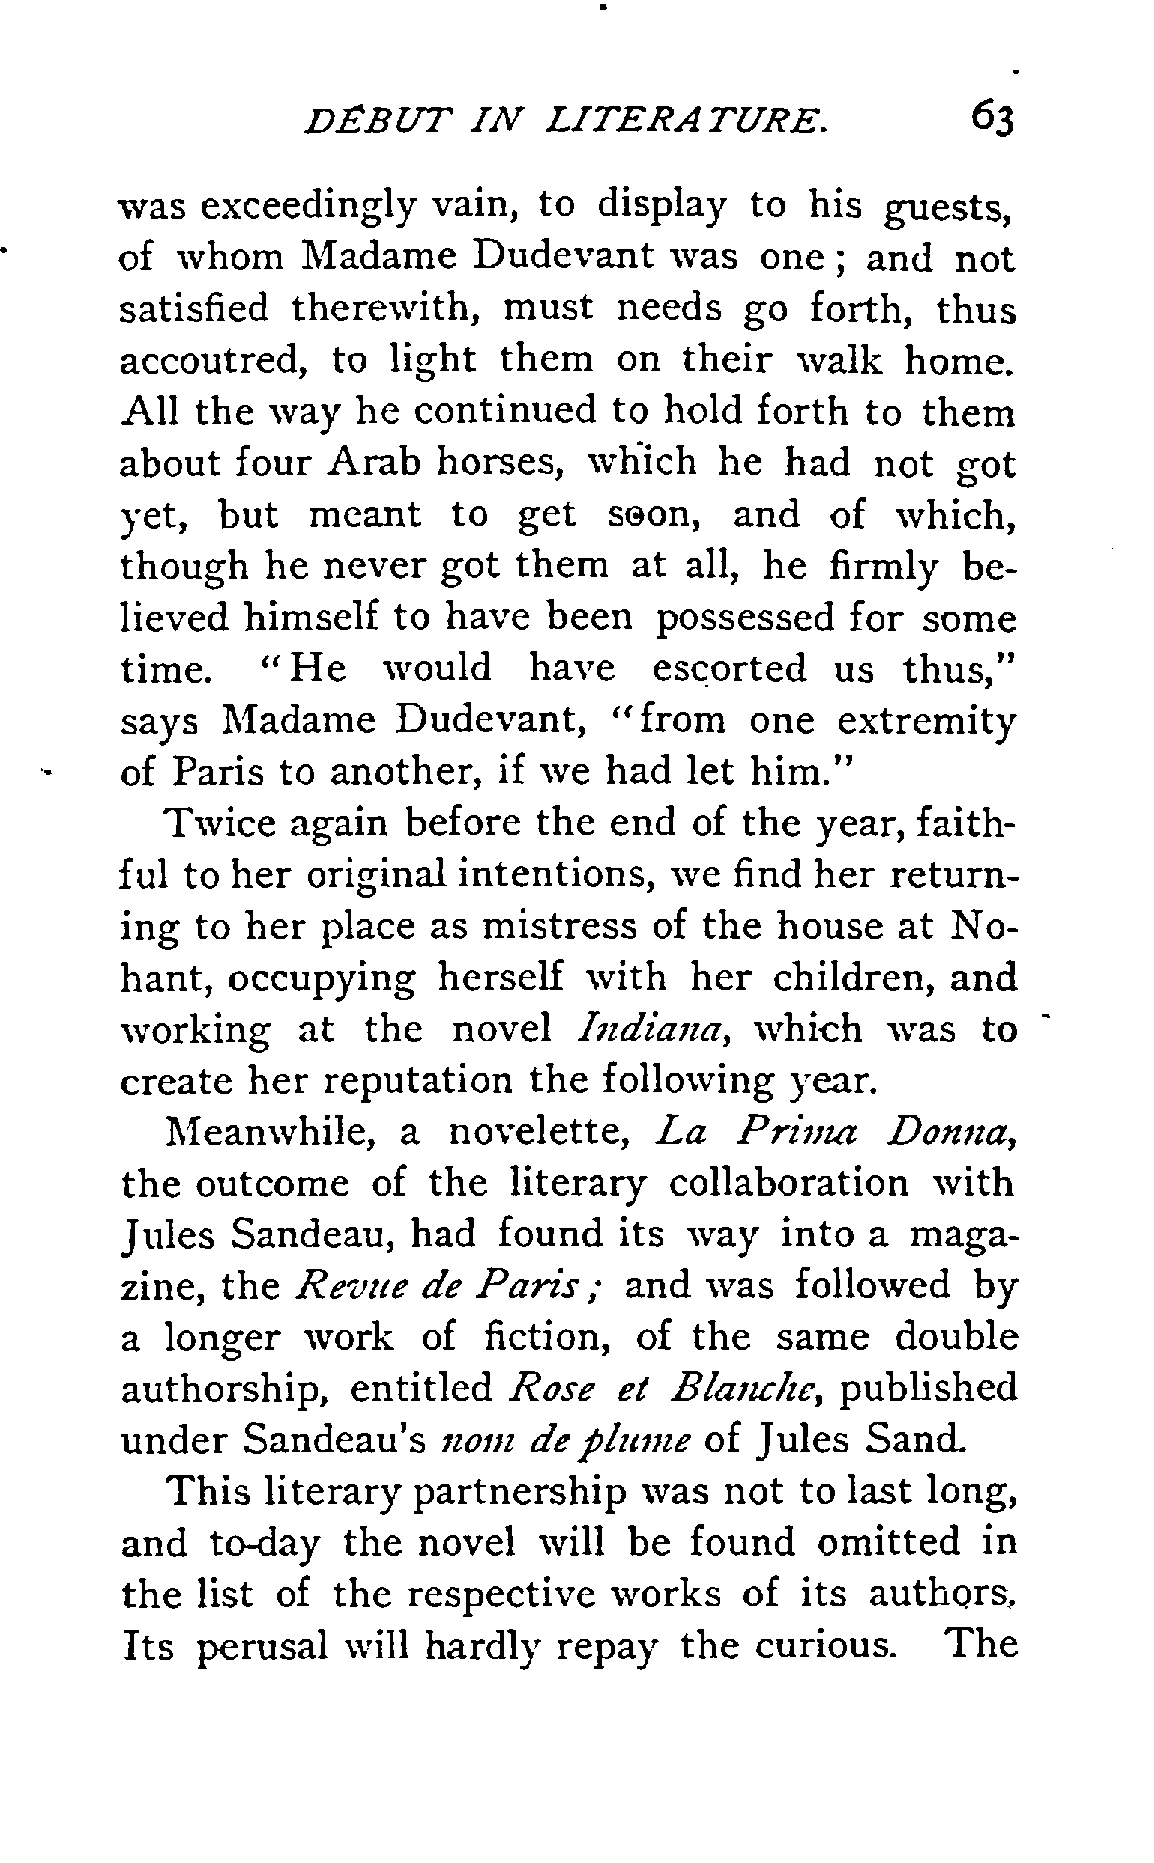 DÉBUT IN LITERATURE. 63
was exceedingly vain, to display to his guests,
of whom Madame Dudevant was one; and not
satisfied therewith, must needs go forth, thus
accoutred, to light them on their walk home.
All the way he continued to hold forth to them
about four Arab horses, which he had not got
yet, but meant to get soon, and of which,
though he never got them at all, he firmly be-
lieved himself to have been possessed for some
time. "He would have escorted us thus,"
says Madame Dudevant, "from one extremity
of Paris to another, if we had let him."
Twice again before the end of the year, faith-
ful to her original intentions, we find her return-
ing to her place as mistress of the house at No-
hant, occupying herself with her children, and
working at the novel Indiana, which was to
create her reputation the following year.
Meanwhile, a novelette, La Prima Donna,
the outcome of the literary collaboration with
Jules Sandeau, had found its way into a maga-
zine, the Revue de Paris; and was followed by
a longer work of fiction, of the same double
authorship, entitled Rose et Blanche, published
under Sandeau's nom de plume of Jules Sand.
This literary partnership was not to last long,
and to-day the novel will be found omitted in
the list of the respective works of its authors.
Its perusal will hardly repay the curious. The